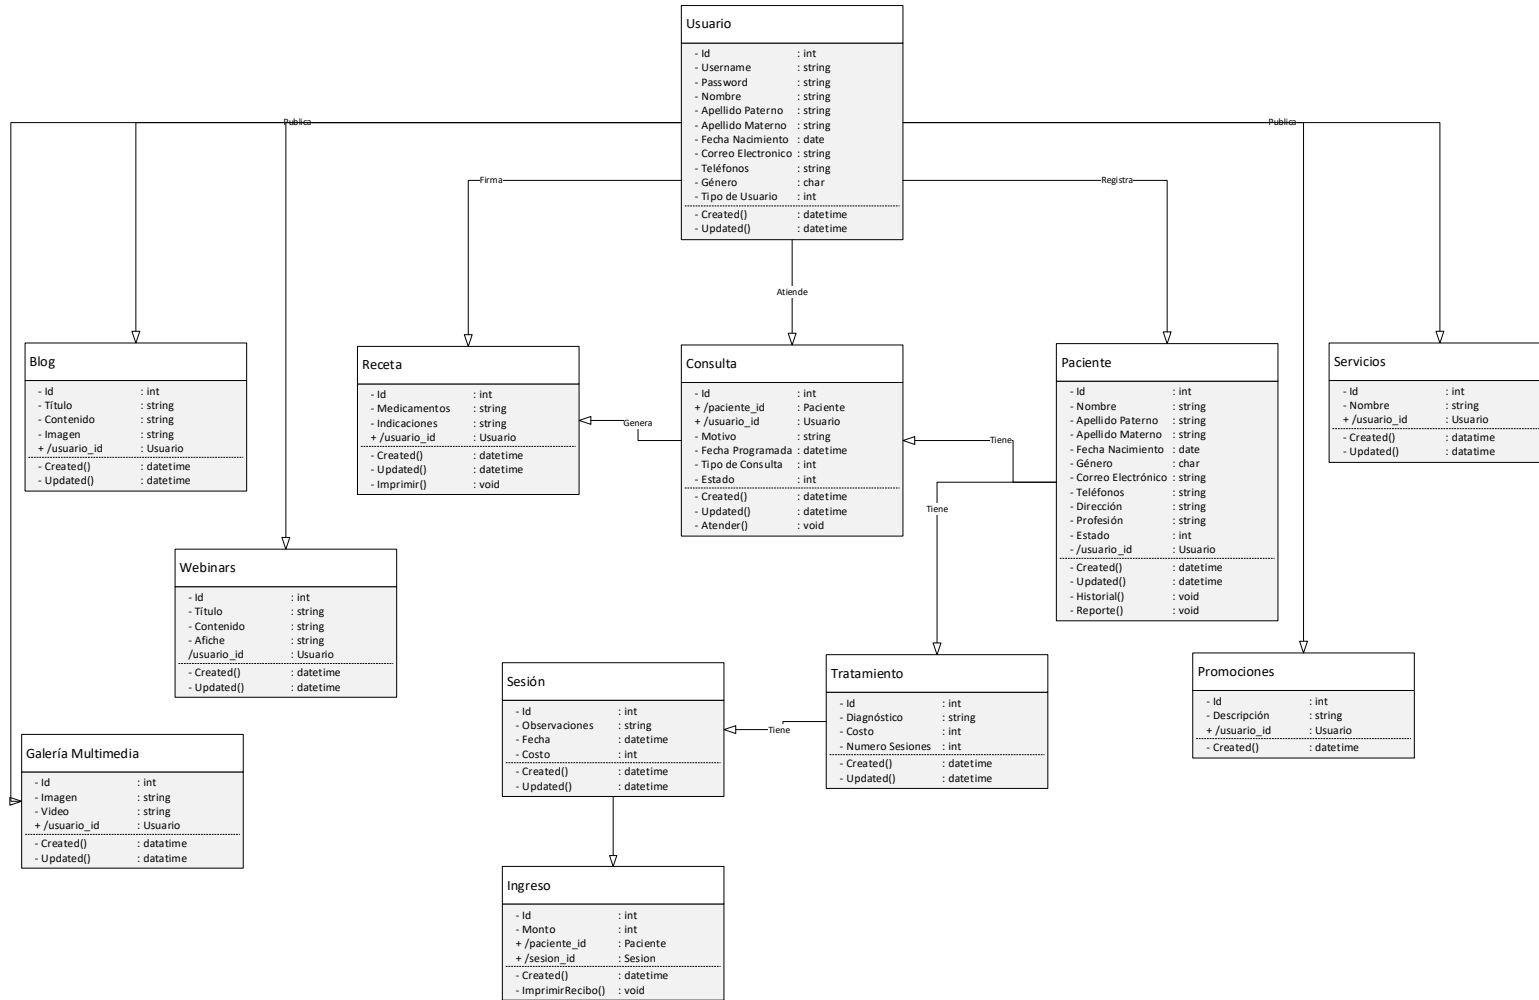 Usuario
- Id : int
- Username : string
- Password : string
- Nombre : string
- Apellido Paterno : string
- Apellido Materno : string
- Fecha Nacimiento : date
- Correo Electronico : string
- Teléfonos : string
- Género : char
- Tipo de Usuario : int
- Created() : datetime
- Updated() : datetime
Publica
Publica
Firma
Registra
Atiende
Blog
- Id : int
- Título : string
- Contenido : string
- Imagen : string
+ /usuario_id : Usuario
- Created() : datetime
- Updated() : datetime
Receta
- Id : int
- Medicamentos : string
- Indicaciones : string
+ /usuario_id : Usuario
- Created() : datetime
- Updated() : datetime
- Imprimir() : void
Genera
Consulta
- Id : int
+ /paciente_id : Paciente
+ /usuario_id : Usuario
- Motivo : string
- Fecha Programada : datetime
- Tipo de Consulta : int
- Estado : int
- Created() : datetime
- Updated() : datetime
- Atender() : void
Tiene
Paciente
- Id : int
- Nombre : string
- Apellido Paterno : string
- Apellido Materno : string
- Fecha Nacimiento : date
- Género : char
- Correo Electrónico : string
- Teléfonos : string
- Dirección : string
- Profesión : string
- Estado : int
- /usuario_id : Usuario
- Created() : datetime
- Updated() : datetime
- Historial() : void
- Reporte() : void
Servicios
- Id : int
- Nombre : string
+ /usuario_id : Usuario
- Created() : datatime
- Updated() : datatime
Tiene
Webinars
- Id : int
- Título : string
- Contenido : string
- Afiche : string
/usuario_id : Usuario
- Created() : datetime
- Updated() : datetime
Sesión
- Id : int
- Observaciones : string
- Fecha : datetime
- Costo : int
- Created() : datetime
- Updated() : datetime
Tiene
Tratamiento
- Id : int
- Diagnóstico : string
- Costo : int
- Numero Sesiones : int
- Created() : datetime
- Updated() : datetime
Promociones
- Id : int
- Descripción : string
+ /usuario_id : Usuario
- Created() : datetime
Galería Multimedia
- Id : int
- Imagen : string
- Video : string
+ /usuario_id : Usuario
- Created() : datatime
- Updated() : datatime
Ingreso
- Id : int
- Monto : int
+ /paciente_id : Paciente
+ /sesion_id : Sesion
- Created() : datetime
- ImprimirRecibo() : void